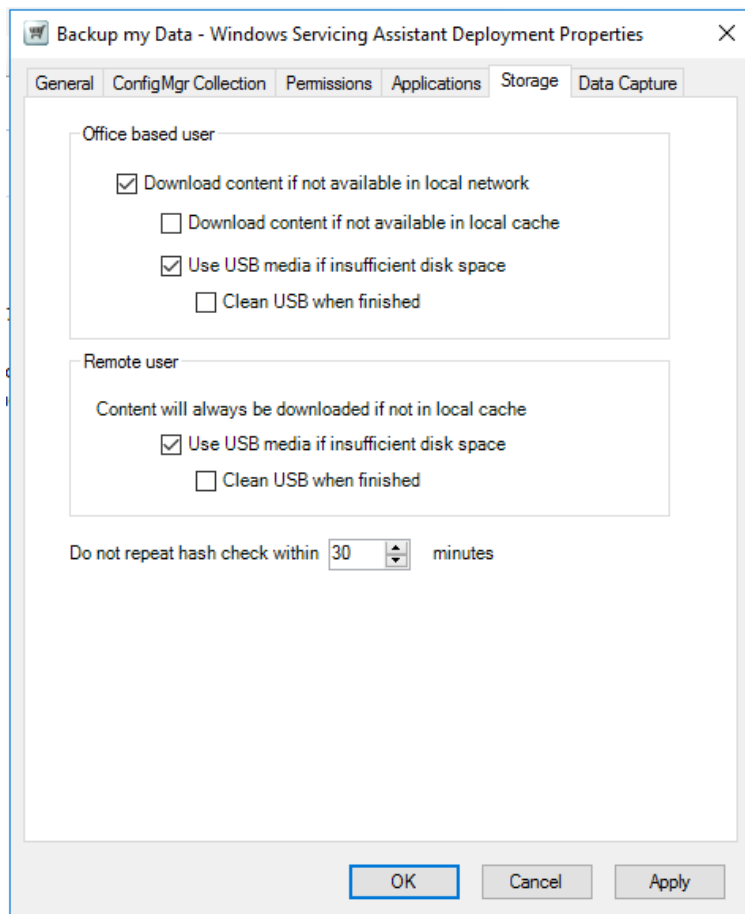 Backup my Data - Windows Servicing Assistant Deployment Properties
General ConfigMgr Collection Permissions Applications Storage Data Capture
Office based user
Download content if not available in local network
Download content if not available in local cache
Use USB media if insufficient disk space
Clean USB when finished
Remote user
Content will always be downloaded if not in local cache
Use USB media if insufficient disk space
Clean USB when finished
Do not repeat hash check within 30 minutes
OK Cancel Apply